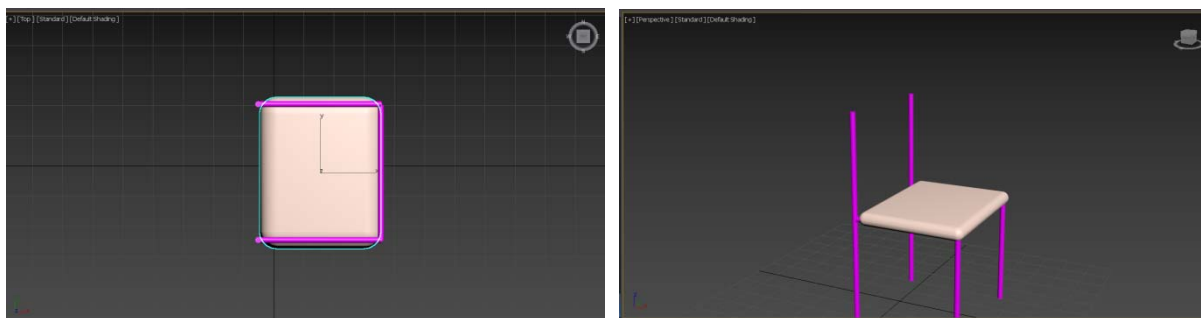 [+] [Top ] [Standard ] [Default Shading ]
y
[+] [Perspective ] [Standard ] [Default Shading ]